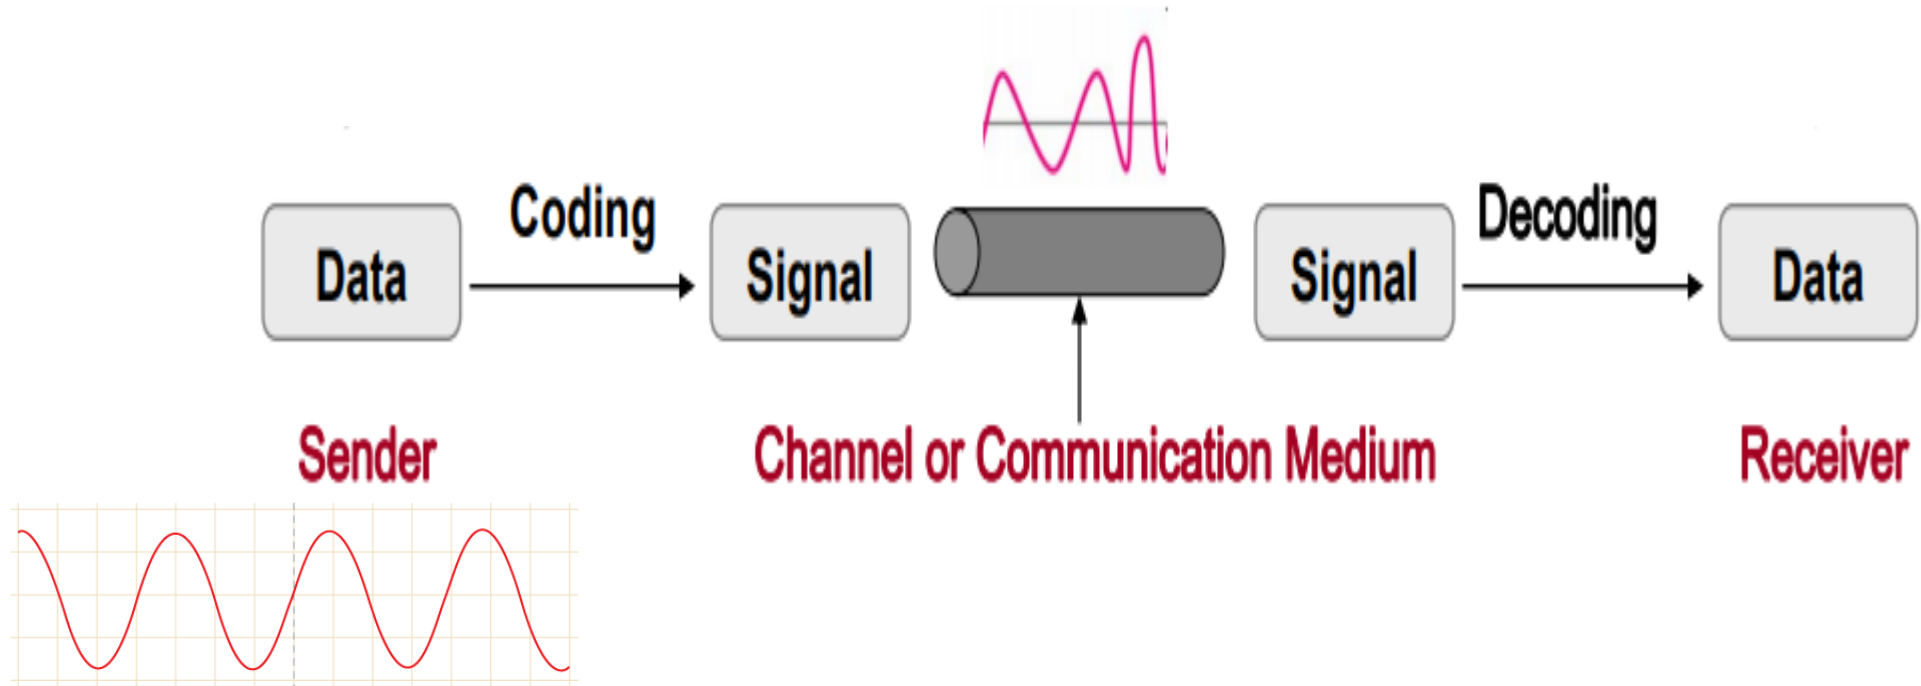 Coding
Decoding
Data
Signal
Signal
Data
Sender
Channel or Communication Medium
Receiver